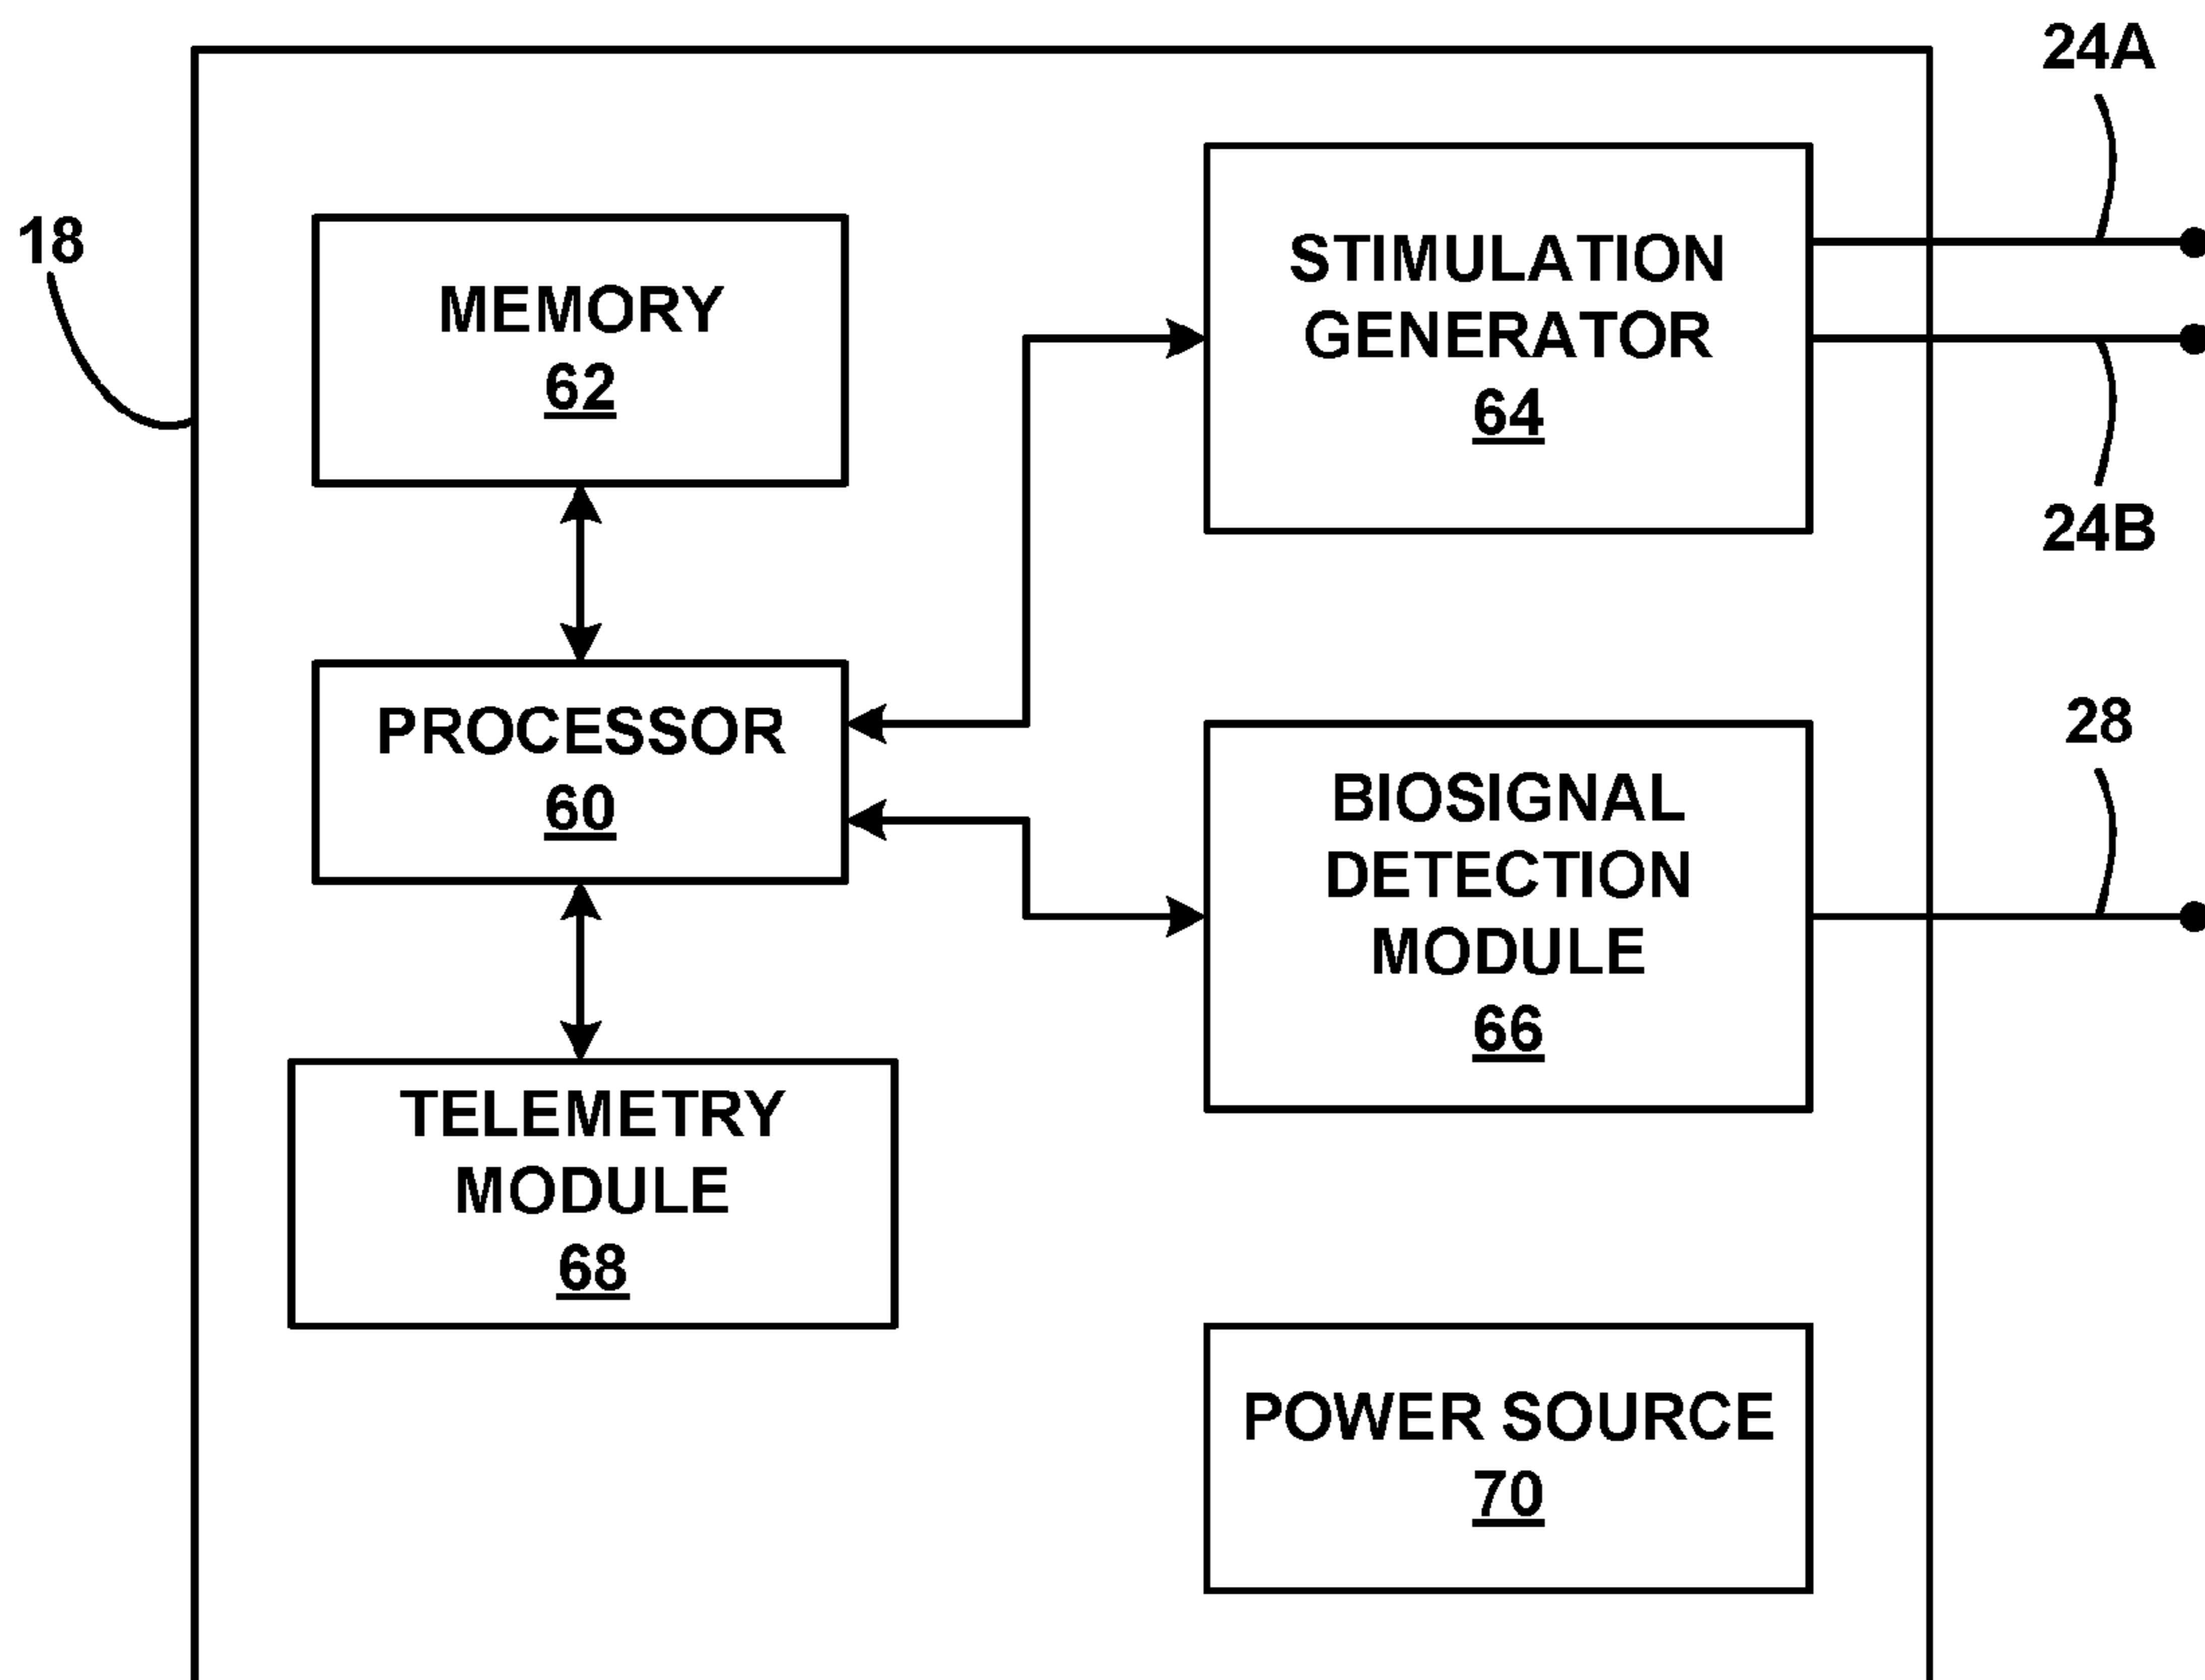 24A
18
MEMORY
62
STIMULATION
GENERATOR
64
24B
PROCESSOR
60
28
BIOSIGNAL
DETECTION
MODULE
66
TELEMETRY
MODULE
68
POWER SOURCE
70